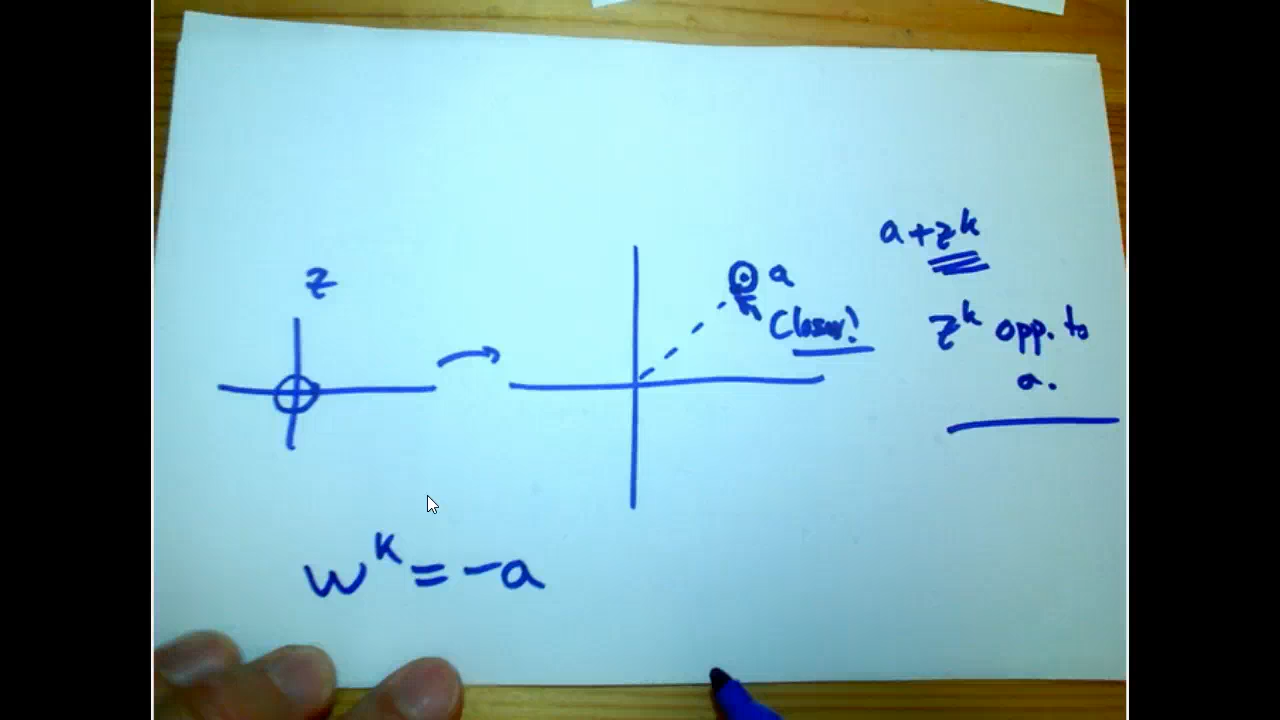 z
a
Closer!
a + z^k
z^k opp. to
a.
w^k = -a